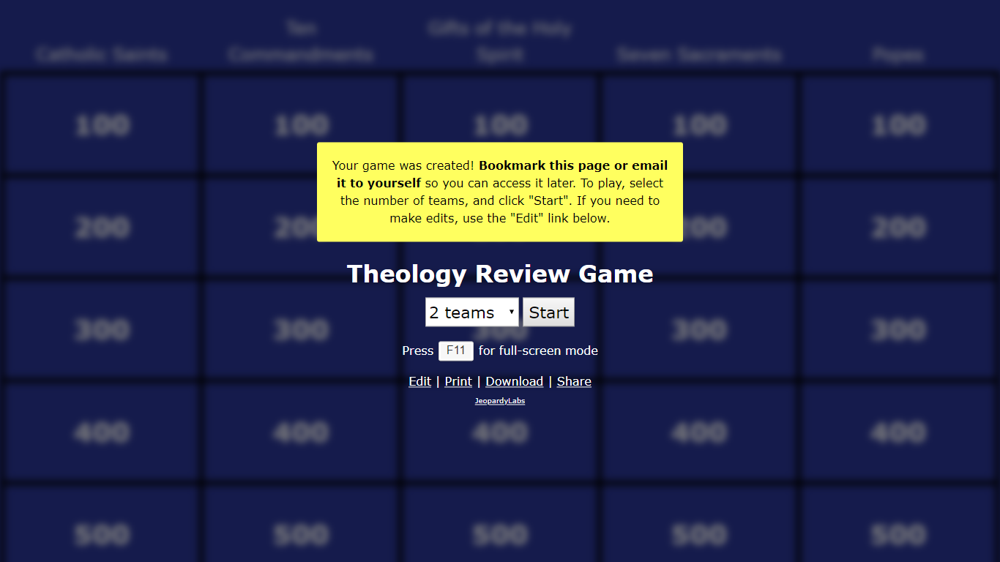 Ten
Gifts of the Holy
Catholic Saints
Commandments
Spirit
Seven Sacraments
Popes
100
100
100
100
100
Your game was created! Bookmark this page or email
it to yourself so you can access it later. To play, select
the number of teams, and click "Start". If you need to
make edits, use the "Edit" link below.
200
200
200
200
Theology Review Game
2 teams
Start
300
300
300
300
300
Press F11 for full-screen mode
Edit | Print | Download | Share
JeopardyLabs
400
400
400
400
400
500
500
500
500
500